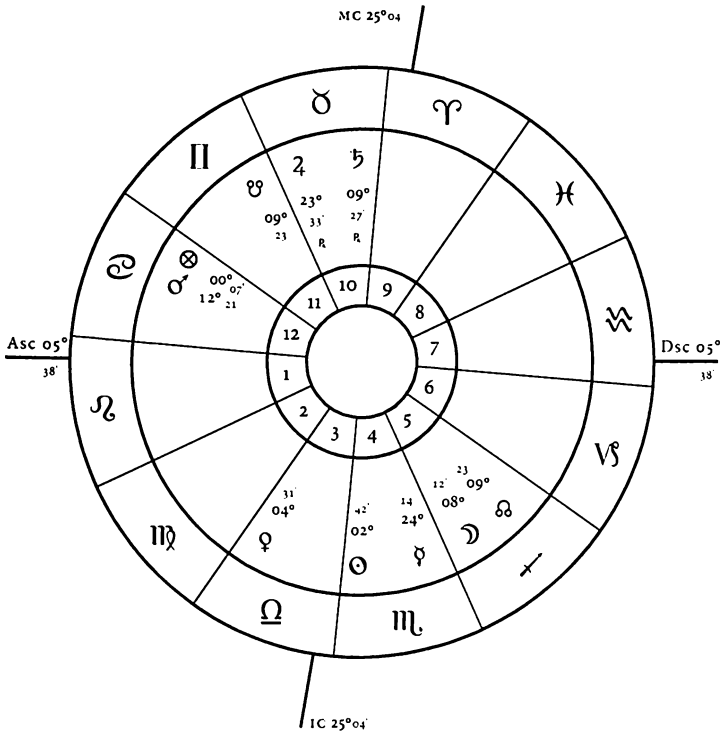 MC 25°04
♉ ♈
♊ ♓
♃ ♄
☋ 23° 09°
09° 33' 27'
23 ℞ ℞
♋ ⊗ 00° 07'
♂ 12° 21
10 9
11 8
12 7
1 6
2 5
3 4
♒
Asc 05°
38'
Dsc 05°
38'
♌ ♑
31' 42' 14 12' 23
04° 02° 24° 08° 09°
♀ ☉ ☿ ☽ ☊
♍ ♐
♎ ♏
IC 25°04'